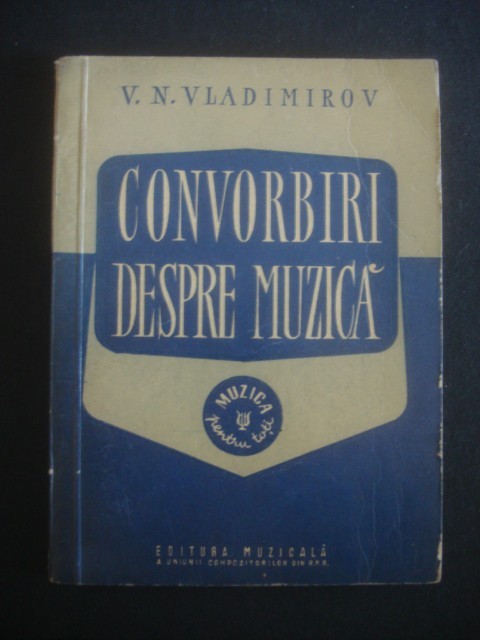 V. N. VLADIMIROV
CONVORBIRI
DESPRE MUZICĂ
MUZICA
pentru toți
EDITURA MUZICALĂ
A UNIUNII COMPOZITORILOR DIN R.P.R.